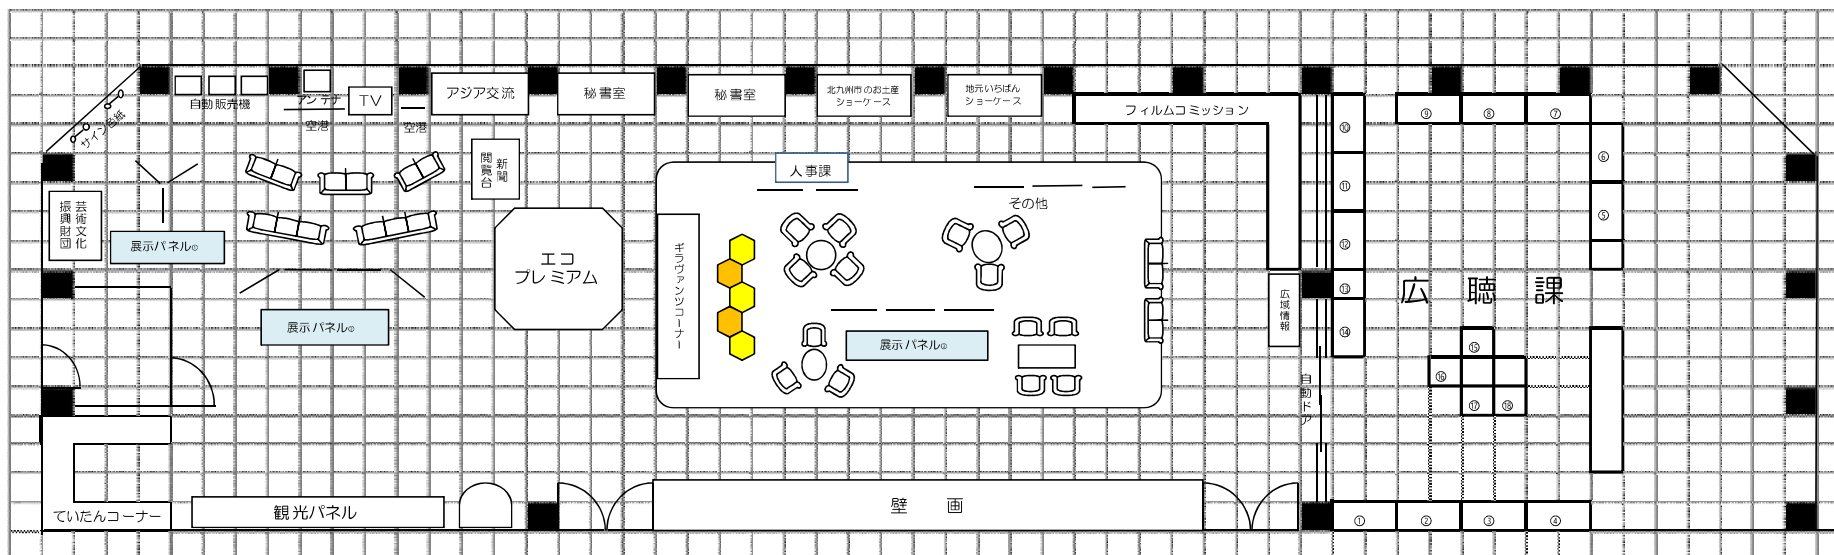 自動販売機
アンテナ
TV
空港
空港
サイン色紙
アジア交流
秘書室
秘書室
北九州市のお土産
ショーケース
地元いちばん
ショーケース
フィルムコミッション
新聞
閲覧台
人事課
その他
芸術文化
振興財団
展示パネル
展示パネル
展示パネル
エコ
プレミアム
ギラヴァンツコーナー
広域情報
自動ドア
広聴課
⑨
⑧
⑦
⑥
⑤
⑩
⑪
⑫
⑬
⑭
⑮
⑯
⑰
⑱
ていたんコーナー
観光パネル
壁画
①
②
③
④